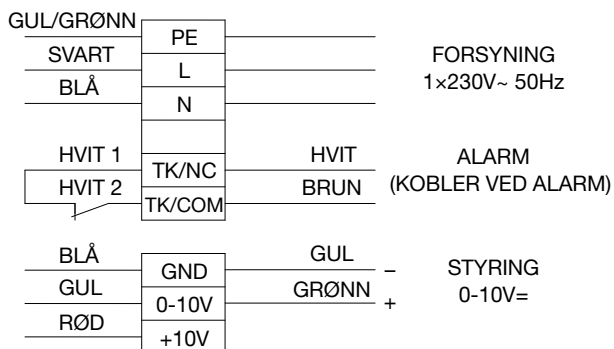 GUL/GRØNN PE
SVART L FORSYNING
BLÅ N 1×230V~ 50Hz
HVIT 1 TK/NC HVIT ALARM
HVIT 2 TK/COM BRUN (KOBLER VED ALARM)
BLÅ GND GUL – STYRING
GUL 0-10V GRØNN + 0-10V=
RØD +10V